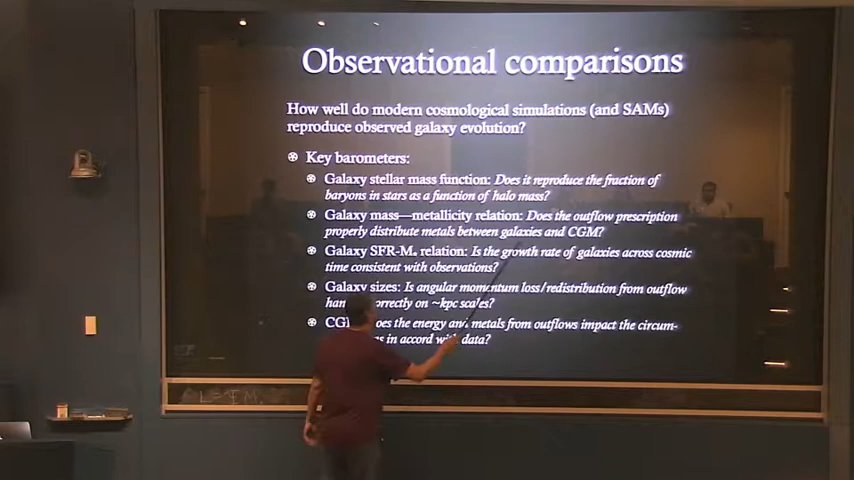 Observational comparisons
How well do modern cosmological simulations (and SAMs)
reproduce observed galaxy evolution?
Key barometers:
Galaxy stellar mass function: Does it reproduce the fraction of
baryons in stars as a function of halo mass?
Galaxy mass—metallicity relation: Does the outflow prescription
properly distribute metals between galaxies and CGM?
Galaxy SFR-M* relation: Is the growth rate of galaxies across cosmic
time consistent with observations?
Galaxy sizes: Is angular momentum loss/redistribution from outflow
correctly on ~kpc scales?
the energy and metals from outflows impact the circum-
in accord with data?